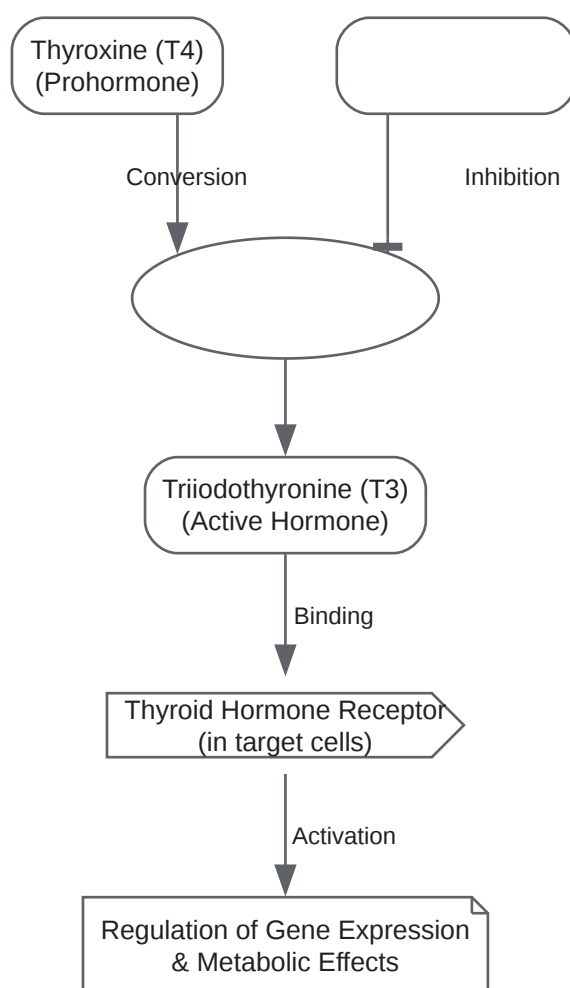 Thyroxine (T4)
(Prohormone)
Conversion
Inhibition
Triiodothyronine (T3)
(Active Hormone)
Binding
Thyroid Hormone Receptor
(in target cells)
Activation
Regulation of Gene Expression
& Metabolic Effects